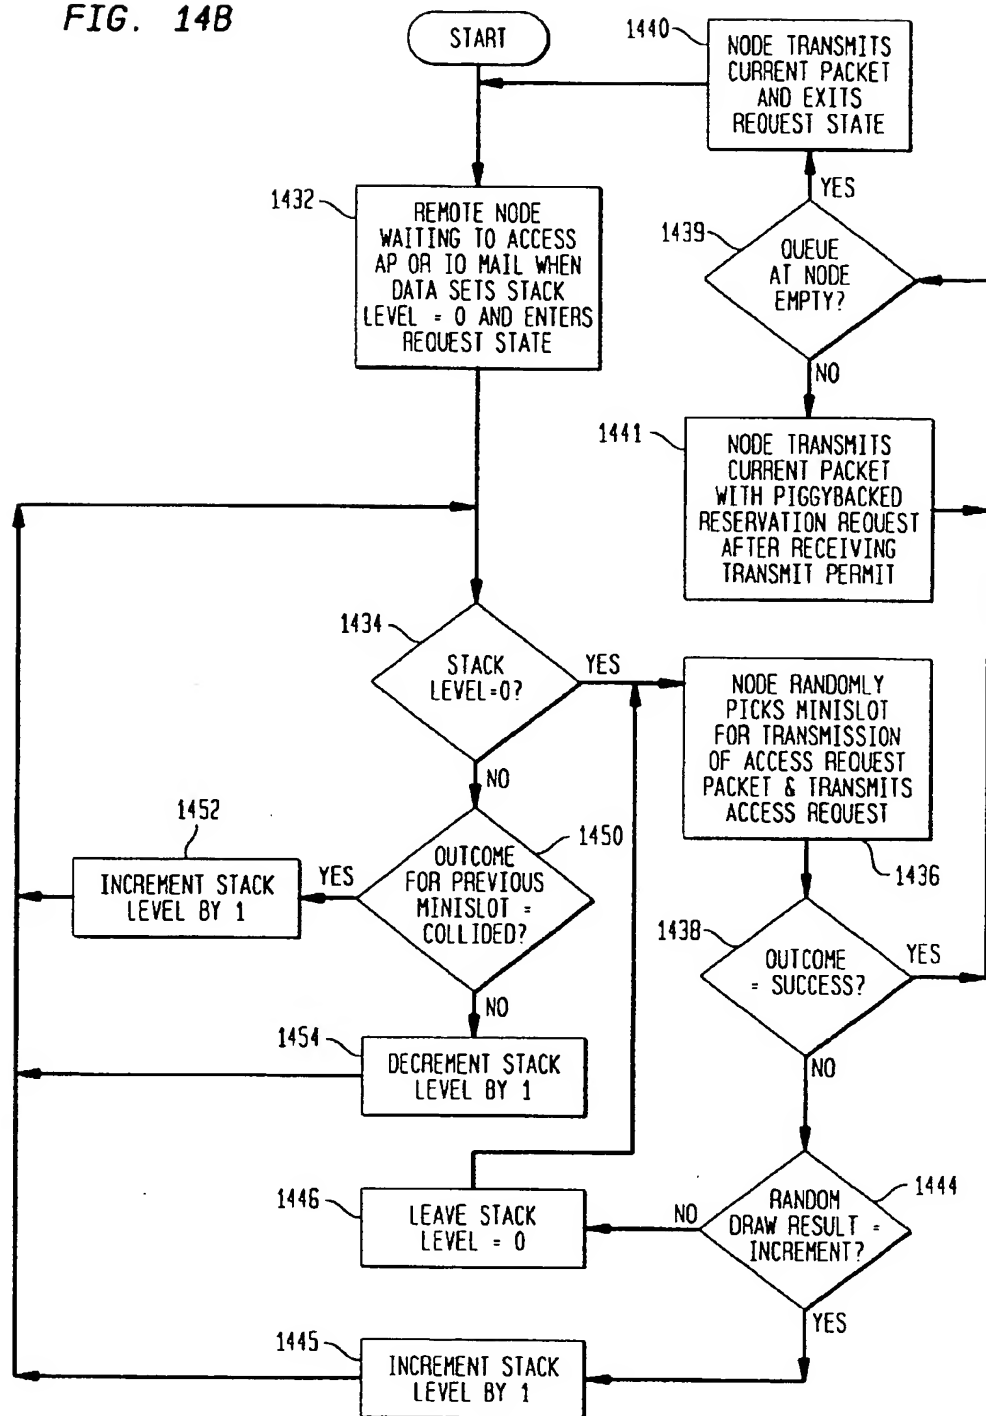 FIG. 14B
START
1440
NODE TRANSMITS
CURRENT PACKET
AND EXITS
REQUEST STATE
1432
REMOTE NODE
WAITING TO ACCESS
AP OR IO MAIL WHEN
DATA SETS STACK
LEVEL = 0 AND ENTERS
REQUEST STATE
YES
1439
QUEUE
AT NODE
EMPTY?
NO
1441
NODE TRANSMITS
CURRENT PACKET
WITH PIGGYBACKED
RESERVATION REQUEST
AFTER RECEIVING
TRANSMIT PERMIT
1434
STACK
LEVEL=0?
YES
NO
NODE RANDOMLY
PICKS MINISLOT
FOR TRANSMISSION
OF ACCESS REQUEST
PACKET & TRANSMITS
ACCESS REQUEST
1436
1452
INCREMENT STACK
LEVEL BY 1
YES
1450
OUTCOME
FOR PREVIOUS
MINISLOT =
COLLIDED?
NO
1438
OUTCOME
= SUCCESS?
YES
NO
1454
DECREMENT STACK
LEVEL BY 1
1446
LEAVE STACK
LEVEL = 0
NO
1444
RANDOM
DRAW RESULT =
INCREMENT?
YES
1445
INCREMENT STACK
LEVEL BY 1